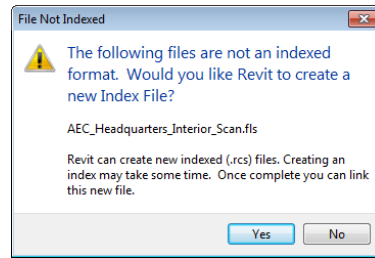 File Not Indexed
The following files are not an indexed
format. Would you like Revit to create a
new Index File?
AEC_Headquarters_Interior_Scan.fls
Revit can create new indexed (.rcs) files. Creating an
index may take some time. Once complete you can link
this new file.
Yes No